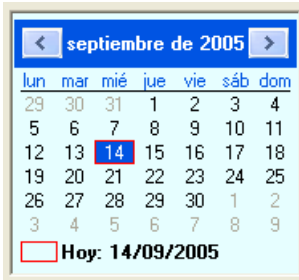 septiembre de 2005
lun mar mié jue vie sáb dom
29 30 31 1 2 3 4
5 6 7 8 9 10 11
12 13 14 15 16 17 18
19 20 21 22 23 24 25
26 27 28 29 30 1 2
3 4 5 6 7 8 9
Hoy: 14/09/2005